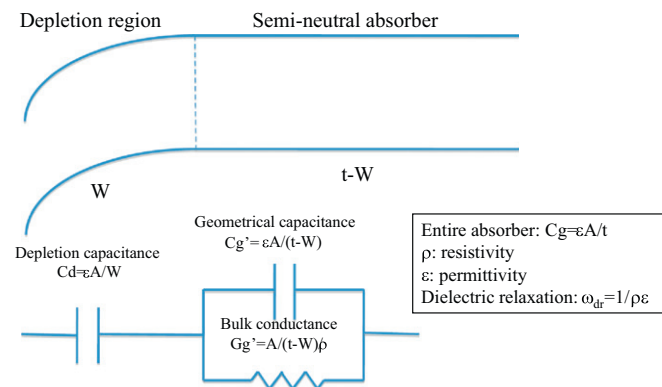 Depletion region
Semi-neutral absorber
W
t-W
Geometrical capacitance
Cg'= εA/(t-W)
Depletion capacitance
Cd=εA/W
Bulk conductance
Gg'=A/(t-W)ρ
Entire absorber: Cg=εA/t
ρ: resistivity
ε: permittivity
Dielectric relaxation: ω_dr=1/ρε